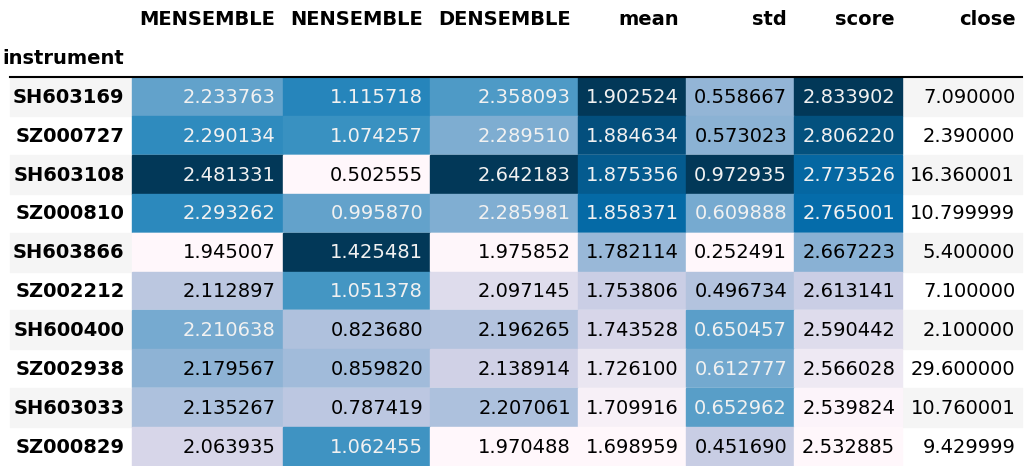 MENSEMBLE NENSEMBLE DENSEMBLE mean std score close
instrument
SH603169 2.233763 1.115718 2.358093 1.902524 0.558667 2.833902 7.090000
SZ000727 2.290134 1.074257 2.289510 1.884634 0.573023 2.806220 2.390000
SH603108 2.481331 0.502555 2.642183 1.875356 0.972935 2.773526 16.360001
SZ000810 2.293262 0.995870 2.285981 1.858371 0.609888 2.765001 10.799999
SH603866 1.945007 1.425481 1.975852 1.782114 0.252491 2.667223 5.400000
SZ002212 2.112897 1.051378 2.097145 1.753806 0.496734 2.613141 7.100000
SH600400 2.210638 0.823680 2.196265 1.743528 0.650457 2.590442 2.100000
SZ002938 2.179567 0.859820 2.138914 1.726100 0.612777 2.566028 29.600000
SH603033 2.135267 0.787419 2.207061 1.709916 0.652962 2.539824 10.760001
SZ000829 2.063935 1.062455 1.970488 1.698959 0.451690 2.532885 9.429999